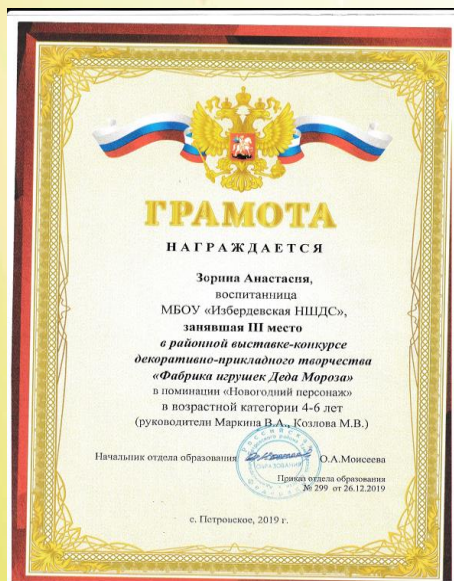 ГРАМОТА
НАГРАЖДАЕТСЯ
Зорина Анастасия,
воспитанница
МБОУ «Избердевская НШДС»,
занявшая III место
в районной выставке-конкурсе
декоративно-прикладного творчества
«Фабрика игрушек Деда Мороза»
в номинации «Новогодний персонаж»
в возрастной категории 4-6 лет
(руководители Маркина В.А., Козлова М.В.)
Начальник отдела образования О.А.Моисеева
ОБРАЗОВАНИЯ
Приказ отдела образования
№ 299 от 26.12.2019
с. Петровское, 2019 г.